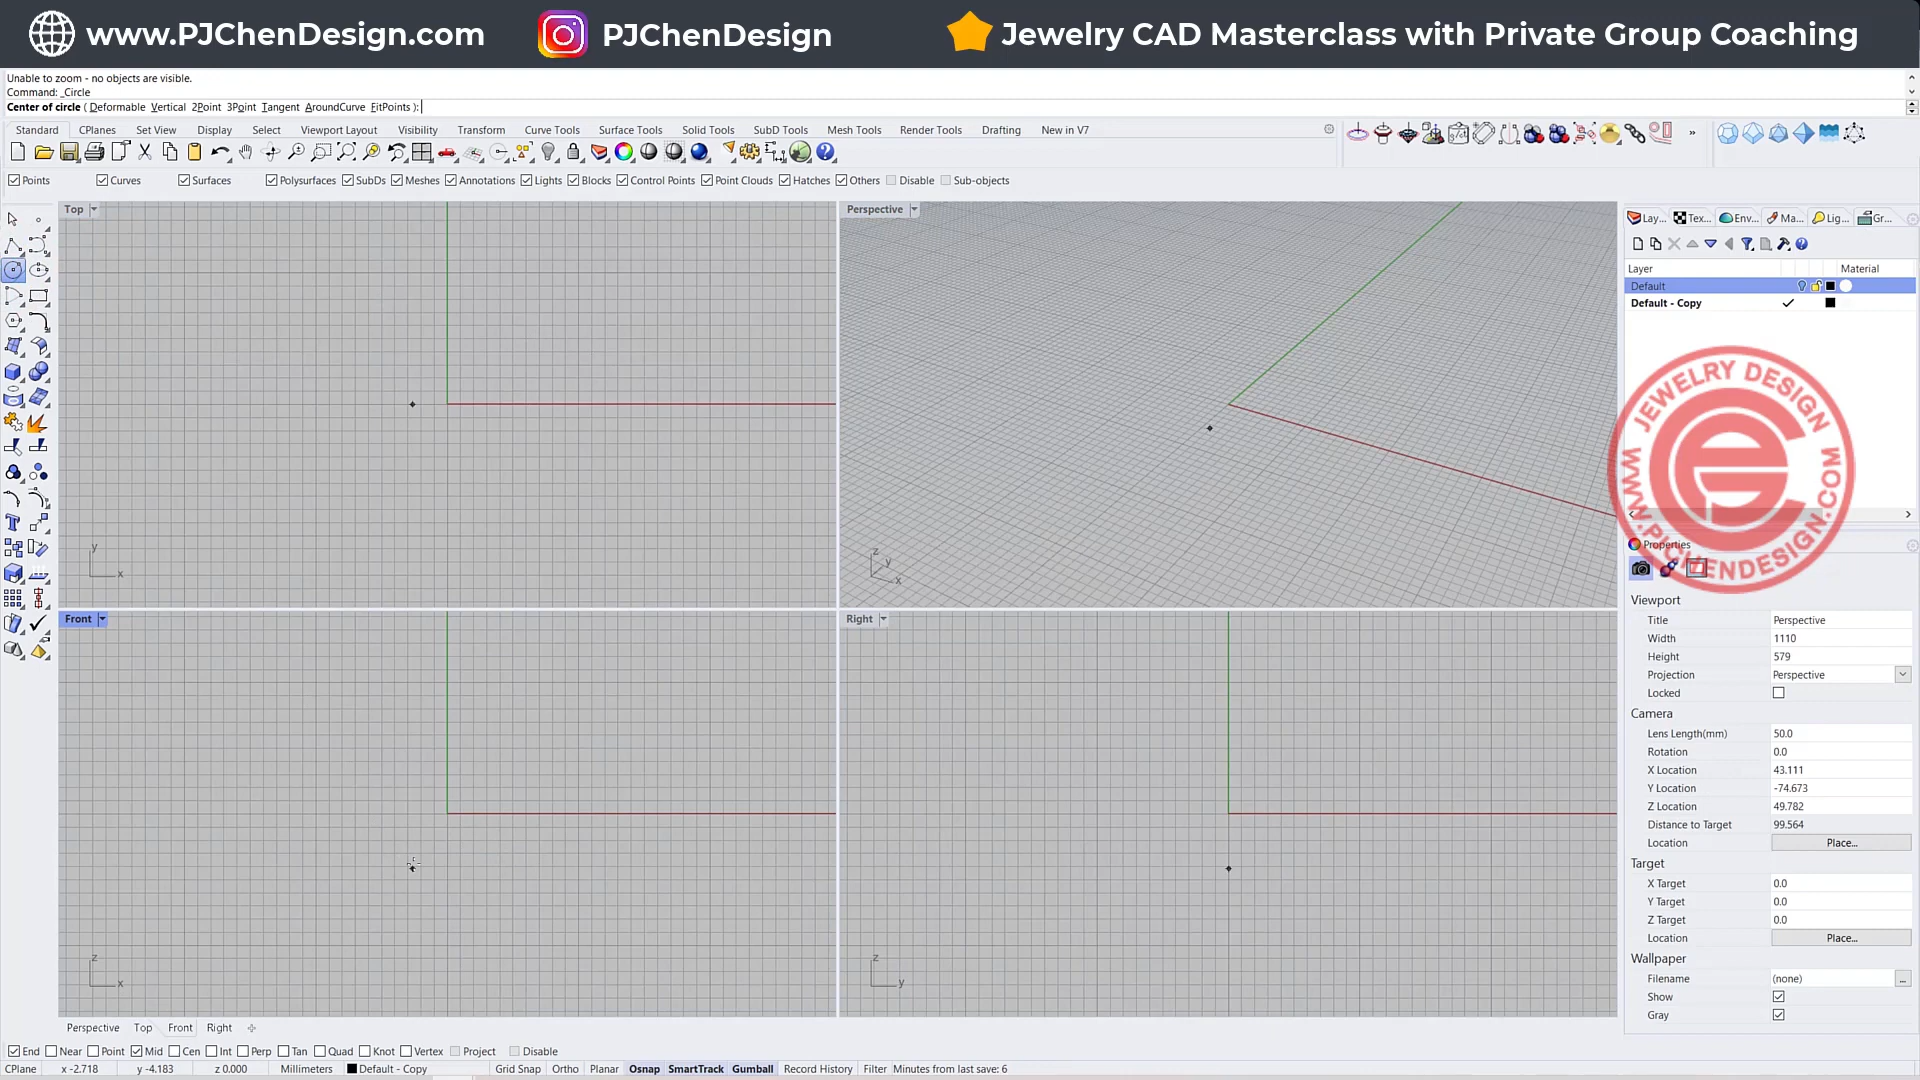 www.PJChenDesign.com PJChenDesign Jewelry CAD Masterclass with Private Group Coaching
Unable to zoom - no objects are visible.
Command: _Circle
Center of circle ( Deformable Vertical 2Point 3Point Tangent AroundCurve FitPoints ):
Standard CPlanes Set View Display Select Viewport Layout Visibility Transform Curve Tools Surface Tools Solid Tools SubD Tools Mesh Tools Render Tools Drafting New in V7
Points Curves Surfaces Polysurfaces SubDs Meshes Annotations Lights Blocks Control Points Point Clouds Hatches Others Disable Sub-objects
Top Perspective
Lay... Tex... Env... Ma... Lig... Gr...
Layer Material
Default
Default - Copy
JEWELRY DESIGN
WWW.PJCHENDESIGN.COM
y
x
z
y
x
Front Right
z
x
z
y
Properties
Viewport
Title Perspective
Width 1110
Height 579
Projection Perspective
Locked
Camera
Lens Length(mm) 50.0
Rotation 0.0
X Location 43.111
Y Location -74.673
Z Location 49.782
Distance to Target 99.564
Location Place...
Target
X Target 0.0
Y Target 0.0
Z Target 0.0
Location Place...
Wallpaper
Filename (none) ...
Show
Gray
Perspective Top Front Right
End Near Point Mid Cen Int Perp Tan Quad Knot Vertex Project Disable
CPlane x -2.718 y -4.183 z 0.000 Millimeters Default - Copy Grid Snap Ortho Planar Osnap SmartTrack Gumball Record History Filter Minutes from last save: 6